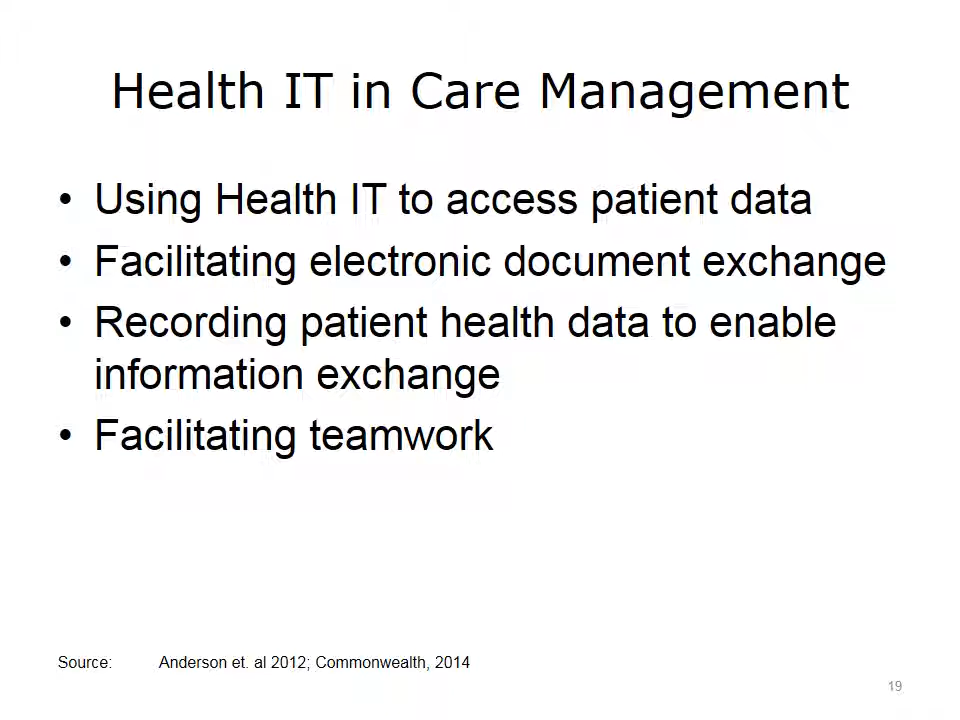 Health IT in Care Management
• Using Health IT to access patient data
• Facilitating electronic document exchange
• Recording patient health data to enable
information exchange
• Facilitating teamwork
Source: Anderson et. al 2012; Commonwealth, 2014
19